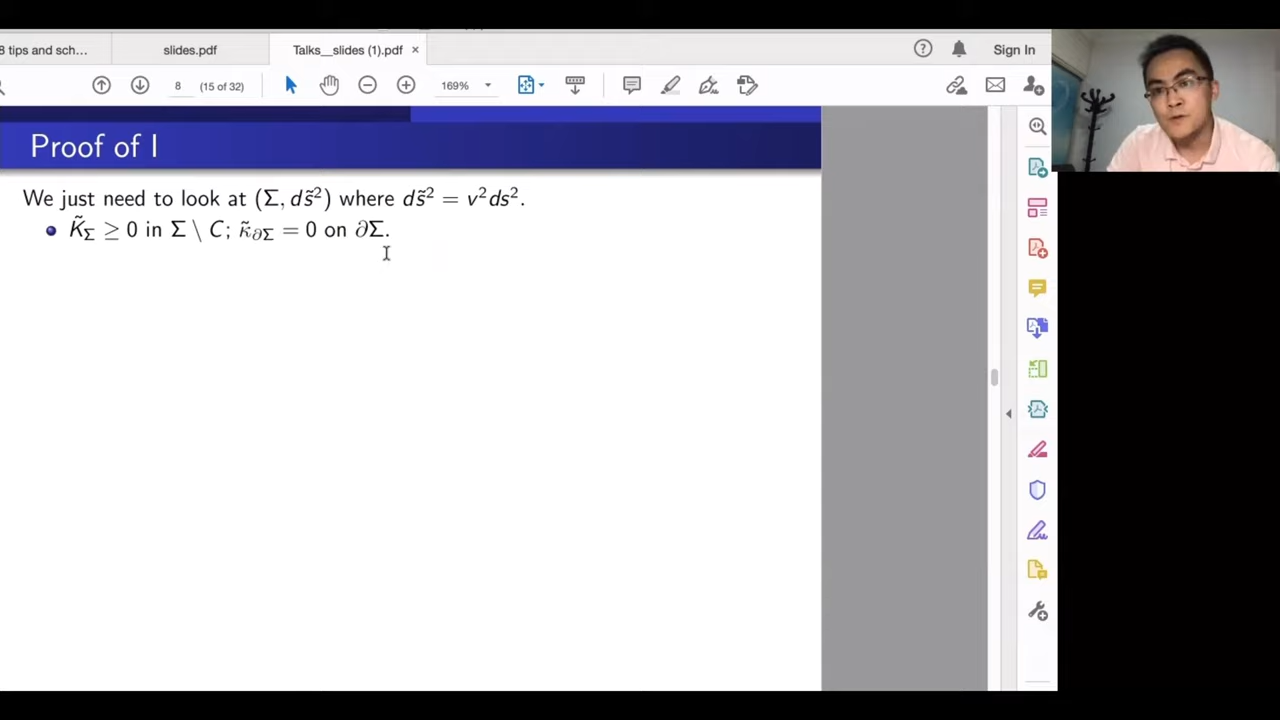 8 tips and sch...
slides.pdf
Talks__slides (1).pdf ×
Sign In
8 (15 of 32)
169%
Proof of I
We just need to look at (Σ, ds̃²) where ds̃² = v²ds².
• K̃_Σ ≥ 0 in Σ \ C; κ̃_∂Σ = 0 on ∂Σ.